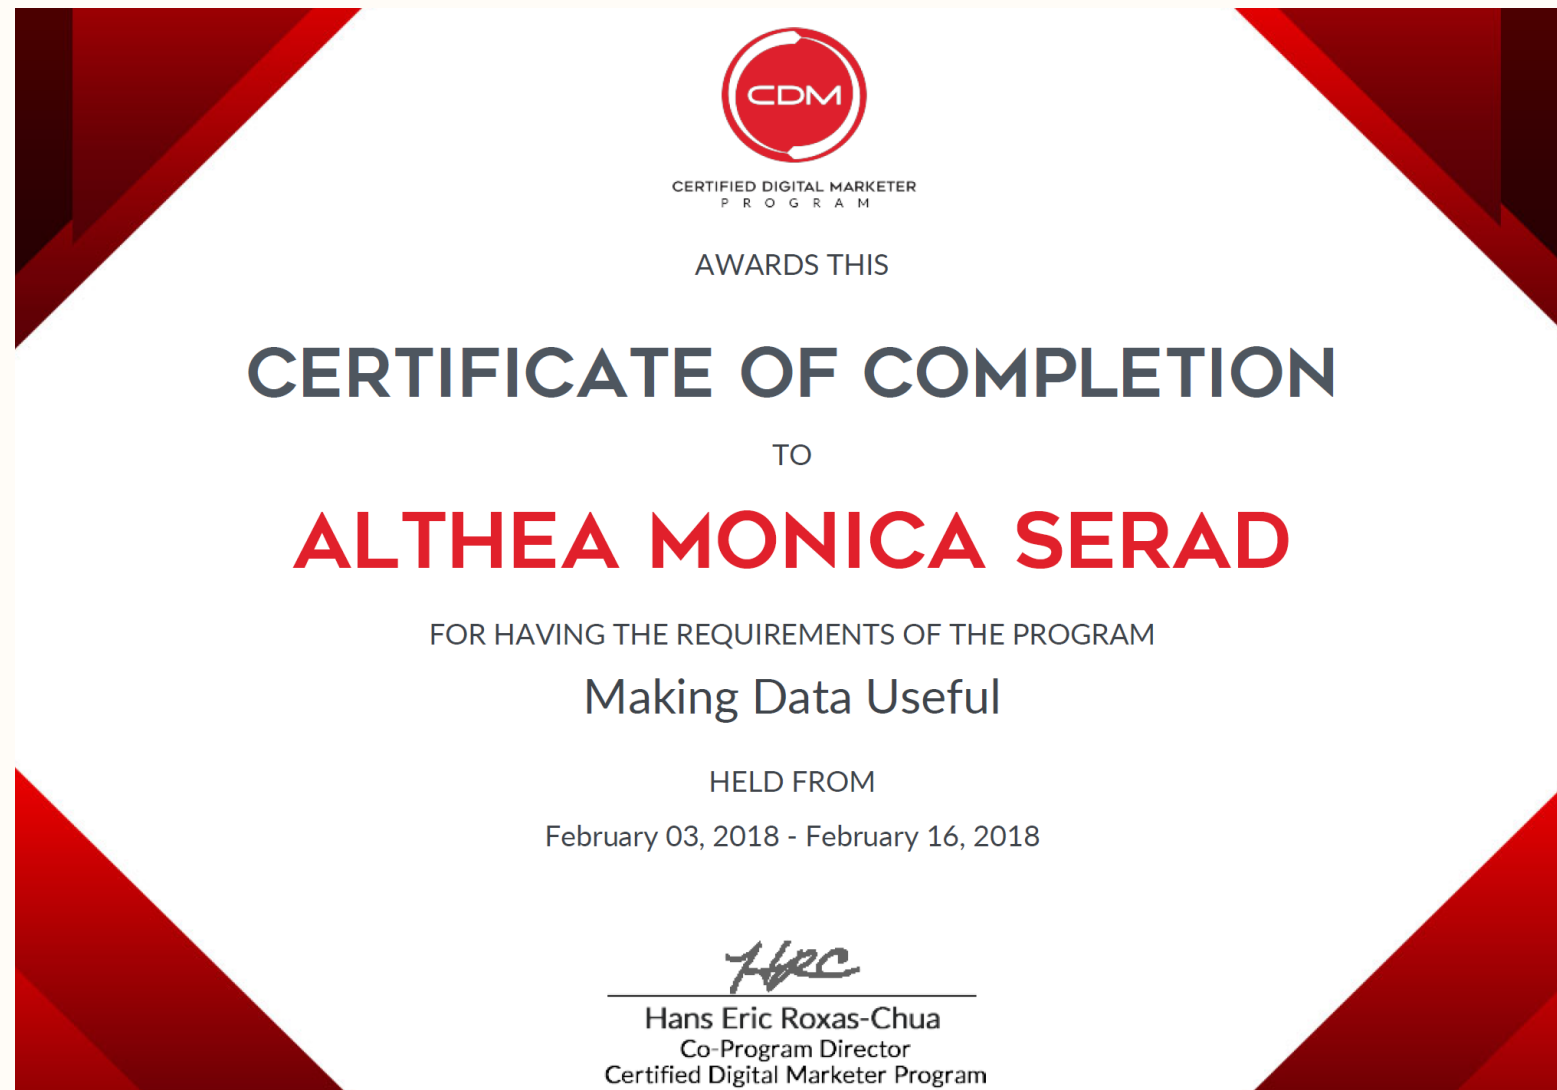 CDM
CERTIFIED DIGITAL MARKETER
PROGRAM
AWARDS THIS
CERTIFICATE OF COMPLETION
TO
ALTHEA MONICA SERAD
FOR HAVING THE REQUIREMENTS OF THE PROGRAM
Making Data Useful
HELD FROM
February 03, 2018 - February 16, 2018
HRC
Hans Eric Roxas-Chua
Co-Program Director
Certified Digital Marketer Program